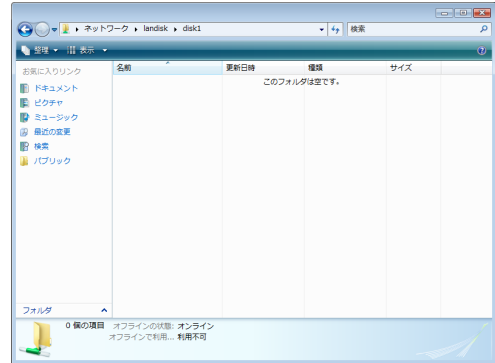 ネットワーク ▸ landisk ▸ disk1
検索
整理 ▾ 表示 ▾
お気に入りリンク
ドキュメント
ピクチャ
ミュージック
最近の変更
検索
パブリック
フォルダ
名前 更新日時 種類 サイズ
このフォルダは空です。
0 個の項目 オフラインの状態: オンライン
オフラインで利用... 利用不可